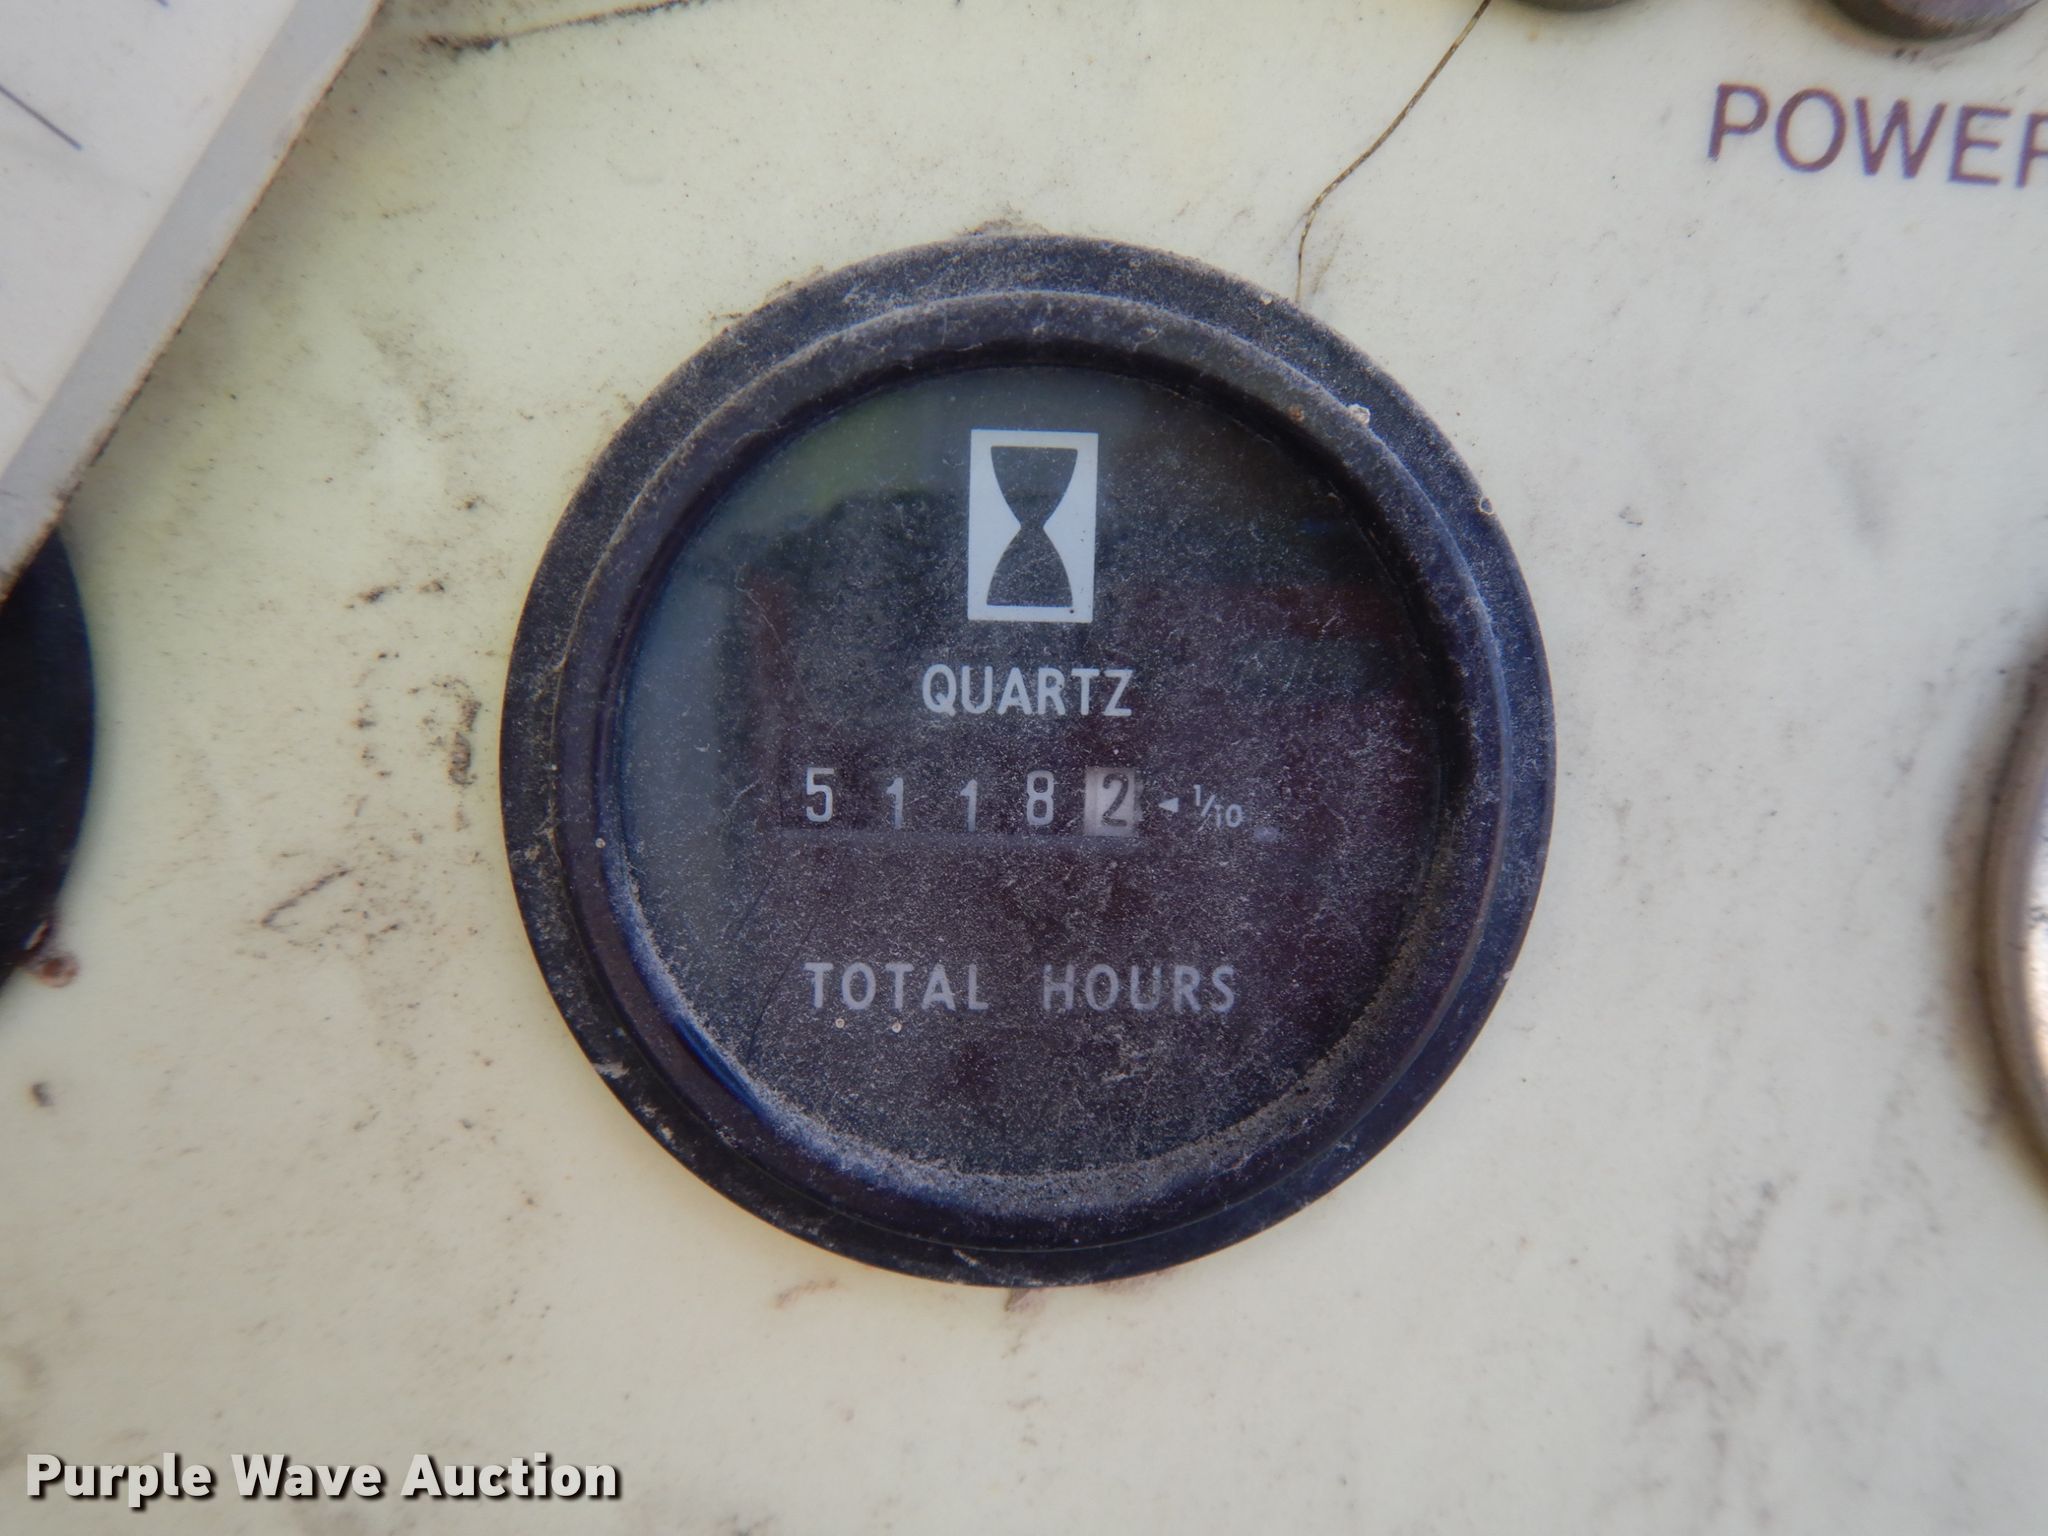 POWER
QUARTZ
5 1 1 8 2 ◄ 1/10
TOTAL HOURS
Purple Wave Auction